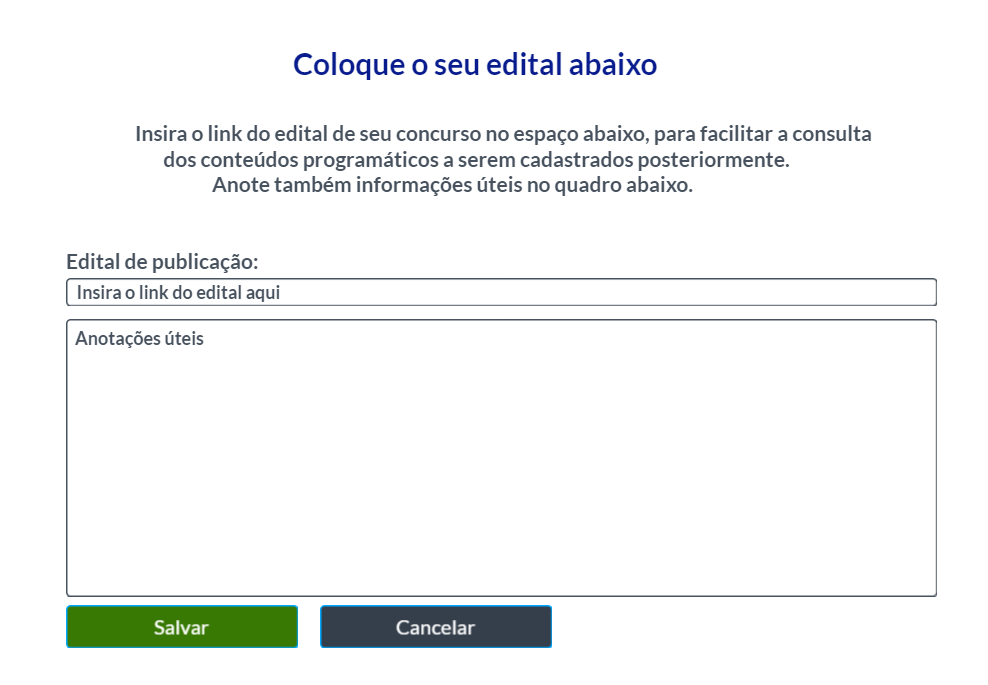 Coloque o seu edital abaixo
Insira o link do edital de seu concurso no espaço abaixo, para facilitar a consulta
dos conteúdos programáticos a serem cadastrados posteriormente.
Anote também informações úteis no quadro abaixo.
Edital de publicação:
Insira o link do edital aqui
Anotações úteis
Salvar
Cancelar